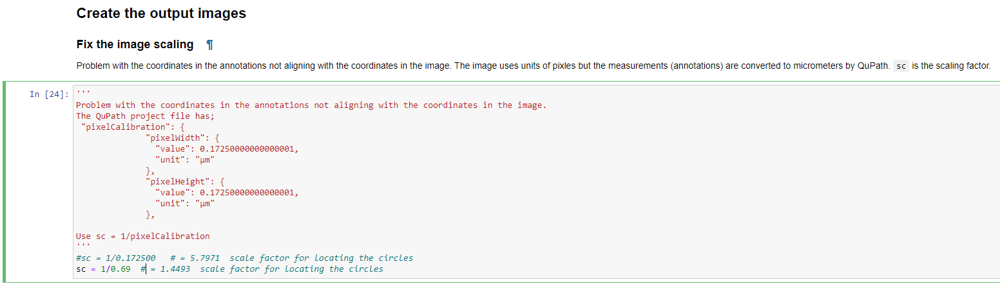 Create the output images
Fix the image scaling ¶
Problem with the coordinates in the annotations not aligning with the coordinates in the image. The image uses units of pixles but the measurements (annotations) are converted to micrometers by QuPath. sc is the scaling factor.
In [24]: '''
Problem with the coordinates in the annotations not aligning with the coordinates in the image.
The QuPath project file has;
"pixelCalibration": {
"pixelWidth": {
"value": 0.17250000000000001,
"unit": "µm"
},
"pixelHeight": {
"value": 0.17250000000000001,
"unit": "µm"
},
Use sc = 1/pixelCalibration
'''
#sc = 1/0.172500   # = 5.7971  scale factor for locating the circles
sc = 1/0.69  # = 1.4493  scale factor for locating the circles